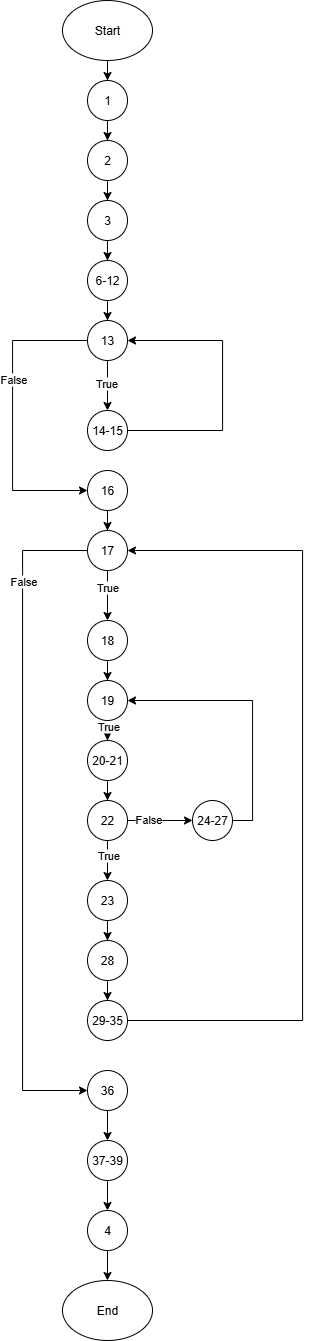 Start
1
2
3
6-12
13
True
False
14-15
16
17
False
True
18
19
True
20-21
22
False
24-27
True
23
28
29-35
36
37-39
4
End